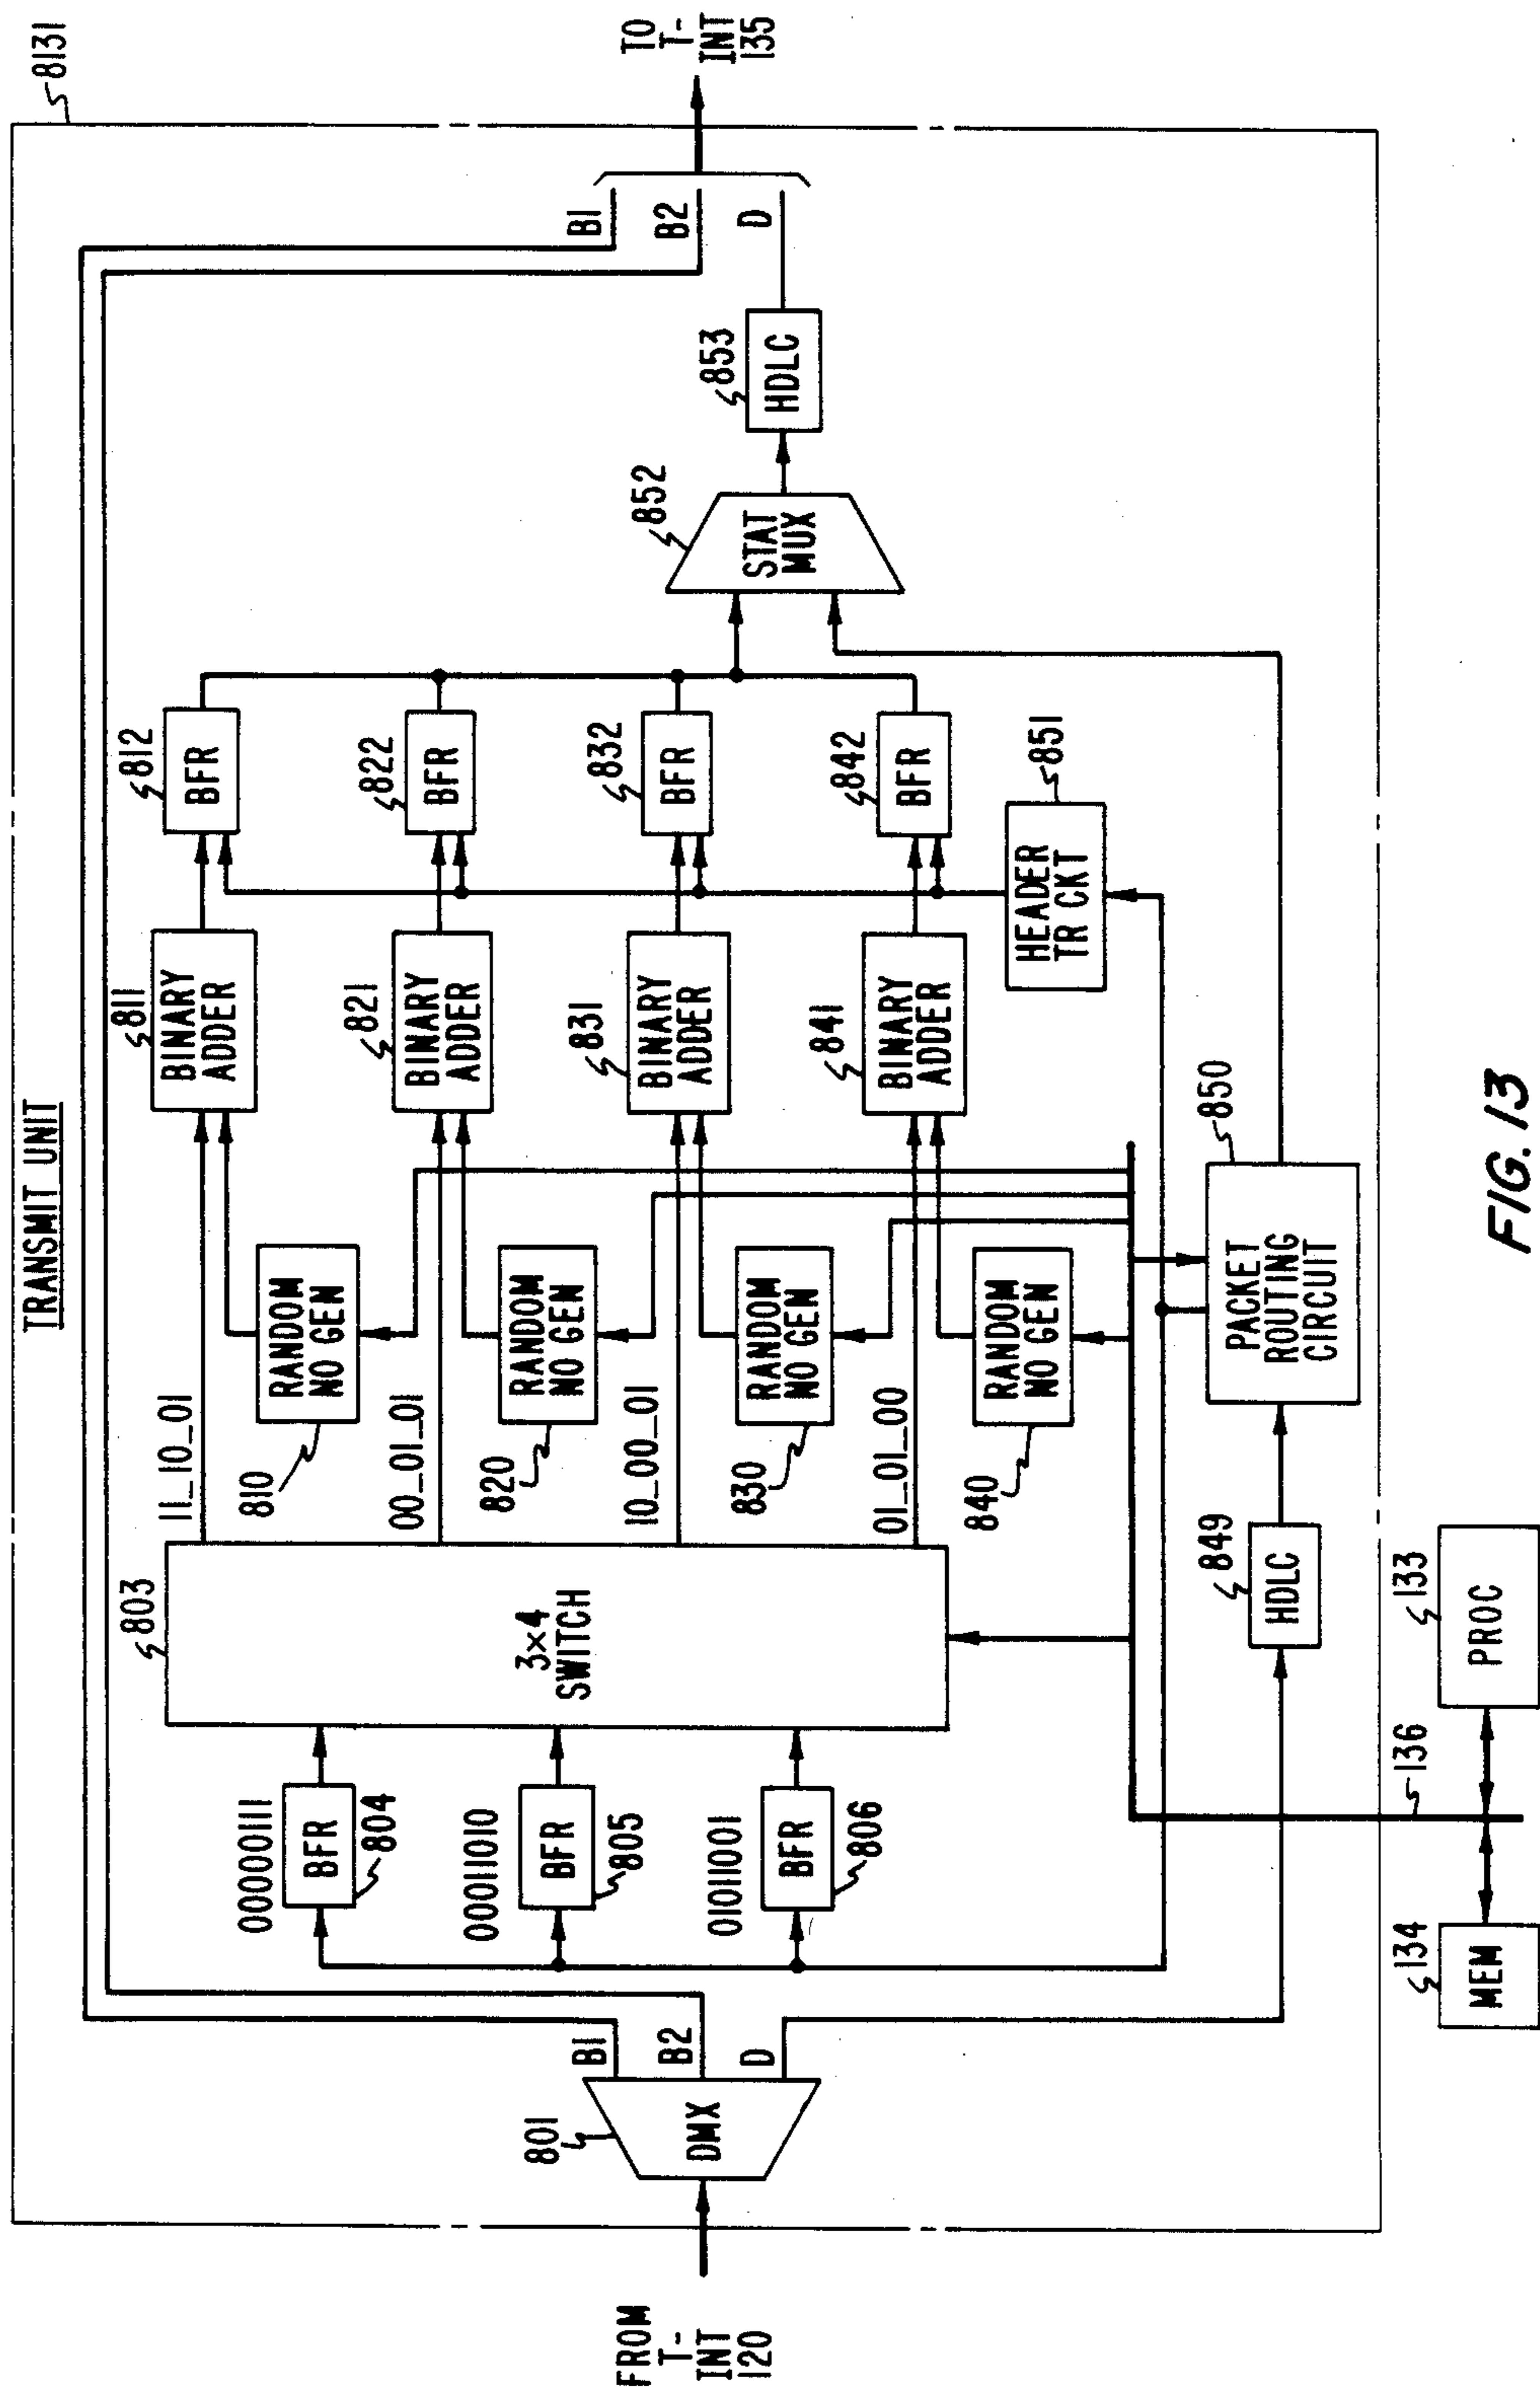 TRANSMIT UNIT
8131
FROM
T-
INT
120
801
DMX
B1
B2
D
00000111
BFR
804
00011010
BFR
805
01011001
BFR
806
803
3×4
SWITCH
11_10_01
00_01_01
10_00_01
01_01_00
810
RANDOM
NO GEN
820
RANDOM
NO GEN
830
RANDOM
NO GEN
840
RANDOM
NO GEN
811
BINARY
ADDER
821
BINARY
ADDER
831
BINARY
ADDER
841
BINARY
ADDER
812
BFR
822
BFR
832
BFR
842
BFR
851
HEADER
TR CKT
849
HDLC
850
PACKET
ROUTING
CIRCUIT
852
STAT
MUX
853
HDLC
B1
B2
D
TO
T-
INT
135
134
MEM
136
133
PROC
FIG. 13